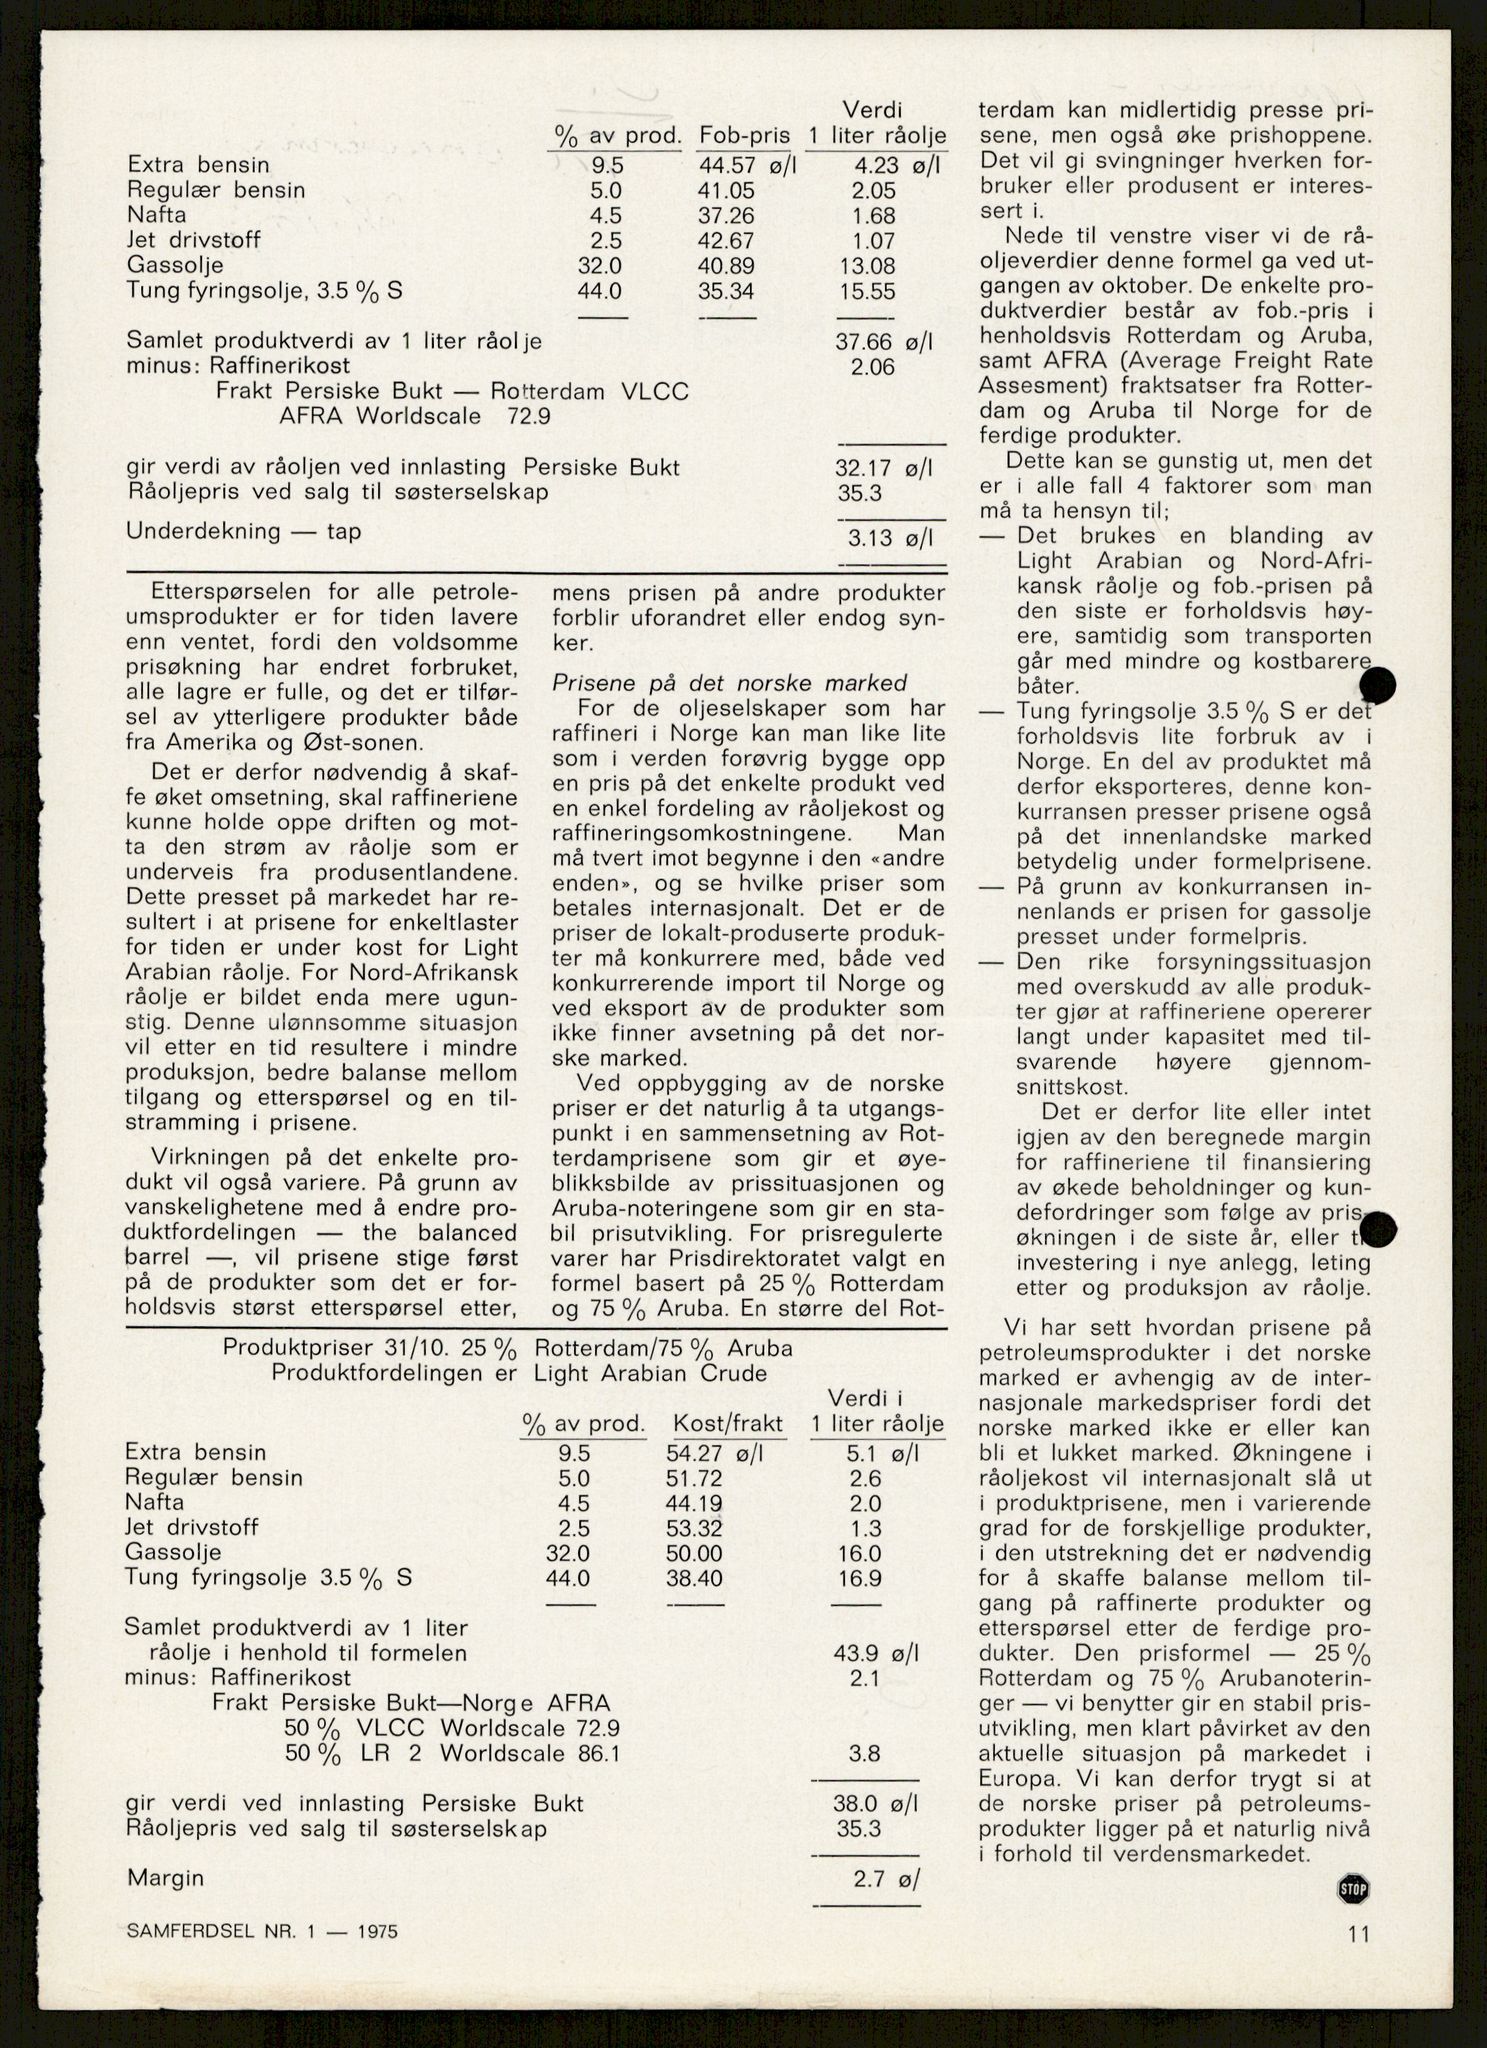 Verdi
% av prod. Fob-pris 1 liter råolje
Extra bensin 9.5 44.57 ø/l 4.23 ø/l
Regulær bensin 5.0 41.05 2.05
Nafta 4.5 37.26 1.68
Jet drivstoff 2.5 42.67 1.07
Gassolje 32.0 40.89 13.08
Tung fyringsolje, 3.5 % S 44.0 35.34 15.55
Samlet produktverdi av 1 liter råolje 37.66 ø/l
minus: Raffinerikost 2.06
Frakt Persiske Bukt — Rotterdam VLCC
AFRA Worldscale 72.9
gir verdi av råoljen ved innlasting Persiske Bukt 32.17 ø/l
Råoljepris ved salg til søsterselskap 35.3
Underdekning — tap 3.13 ø/l
Etterspørselen for alle petrole-
umsprodukter er for tiden lavere
enn ventet, fordi den voldsomme
prisøkning har endret forbruket,
alle lagre er fulle, og det er tilfør-
sel av ytterligere produkter både
fra Amerika og Øst-sonen.
Det er derfor nødvendig å skaf-
fe øket omsetning, skal raffineriene
kunne holde oppe driften og mot-
ta den strøm av råolje som er
underveis fra produsentlandene.
Dette presset på markedet har re-
sultert i at prisene for enkeltlaster
for tiden er under kost for Light
Arabian råolje. For Nord-Afrikansk
råolje er bildet enda mere ugun-
stig. Denne ulønnsomme situasjon
vil etter en tid resultere i mindre
produksjon, bedre balanse mellom
tilgang og etterspørsel og en til-
stramming i prisene.
Virkningen på det enkelte pro-
dukt vil også variere. På grunn av
vanskelighetene med å endre pro-
duktfordelingen — the balanced
barrel —, vil prisene stige først
på de produkter som det er for-
holdsvis størst etterspørsel etter,
mens prisen på andre produkter
forblir uforandret eller endog syn-
ker.
Prisene på det norske marked
For de oljeselskaper som har
raffineri i Norge kan man like lite
som i verden forøvrig bygge opp
en pris på det enkelte produkt ved
en enkel fordeling av råoljekost og
raffineringsomkostningene. Man
må tvert imot begynne i den «andre
enden», og se hvilke priser som
betales internasjonalt. Det er de
priser de lokalt-produserte produk-
ter må konkurrere med, både ved
konkurrerende import til Norge og
ved eksport av de produkter som
ikke finner avsetning på det nor-
ske marked.
Ved oppbygging av de norske
priser er det naturlig å ta utgangs-
punkt i en sammensetning av Rot-
terdamprisene som gir et øye-
blikksbilde av prissituasjonen og
Aruba-noteringene som gir en sta-
bil prisutvikling. For prisregulerte
varer har Prisdirektoratet valgt en
formel basert på 25 % Rotterdam
og 75 % Aruba. En større del Rot-
terdam kan midlertidig presse pri-
sene, men også øke prishoppene.
Det vil gi svingninger hverken for-
bruker eller produsent er interes-
sert i.
Nede til venstre viser vi de rå-
oljeverdier denne formel ga ved ut-
gangen av oktober. De enkelte pro-
duktverdier består av fob.-pris i
henholdsvis Rotterdam og Aruba,
samt AFRA (Average Freight Rate
Assesment) fraktsatser fra Rotter-
dam og Aruba til Norge for de
ferdige produkter.
Dette kan se gunstig ut, men det
er i alle fall 4 faktorer som man
må ta hensyn til;
— Det brukes en blanding av
Light Arabian og Nord-Afri-
kansk råolje og fob.-prisen på
den siste er forholdsvis høy-
ere, samtidig som transporten
går med mindre og kostbarere
båter.
— Tung fyringsolje 3.5 % S er det
forholdsvis lite forbruk av i
Norge. En del av produktet må
derfor eksporteres, denne kon-
kurransen presser prisene også
på det innenlandske marked
betydelig under formelprisene.
— På grunn av konkurransen in-
nenlands er prisen for gassolje
presset under formelpris.
— Den rike forsyningssituasjon
med overskudd av alle produk-
ter gjør at raffineriene opererer
langt under kapasitet med til-
svarende høyere gjennom-
snittskost.
Det er derfor lite eller intet
igjen av den beregnede margin
for raffineriene til finansiering
av økede beholdninger og kun-
defordringer som følge av pris-
økningen i de siste år, eller
investering i nye anlegg, leting
etter og produksjon av råolje.
Vi har sett hvordan prisene på
petroleumsprodukter i det norske
marked er avhengig av de inter-
nasjonale markedspriser fordi det
norske marked ikke er eller kan
bli et lukket marked. Økningene i
råoljekost vil internasjonalt slå ut
i produktprisene, men i varierende
grad for de forskjellige produkter,
i den utstrekning det er nødvendig
for å skaffe balanse mellom til-
gang på raffinerte produkter og
etterspørsel etter de ferdige pro-
dukter. Den prisformel — 25 %
Rotterdam og 75 % Arubanoterin-
ger — vi benytter gir en stabil pris-
utvikling, men klart påvirket av den
aktuelle situasjon på markedet i
Europa. Vi kan derfor trygt si at
de norske priser på petroleums-
produkter ligger på et naturlig nivå
i forhold til verdensmarkedet.
STOP
Produktpriser 31/10. 25 % Rotterdam/75 % Aruba
Produktfordelingen er Light Arabian Crude
Verdi i
% av prod. Kost/frakt 1 liter råolje
Extra bensin 9.5 54.27 ø/l 5.1 ø/l
Regulær bensin 5.0 51.72 2.6
Nafta 4.5 44.19 2.0
Jet drivstoff 2.5 53.32 1.3
Gassolje 32.0 50.00 16.0
Tung fyringsolje 3.5 % S 44.0 38.40 16.9
Samlet produktverdi av 1 liter
råolje i henhold til formelen 43.9 ø/l
minus: Raffinerikost 2.1
Frakt Persiske Bukt—Norge AFRA
50 % VLCC Worldscale 72.9
50 % LR 2 Worldscale 86.1 3.8
gir verdi ved innlasting Persiske Bukt 38.0 ø/l
Råoljepris ved salg til søsterselskap 35.3
Margin 2.7 ø/
SAMFERDSEL NR. 1 — 1975
11